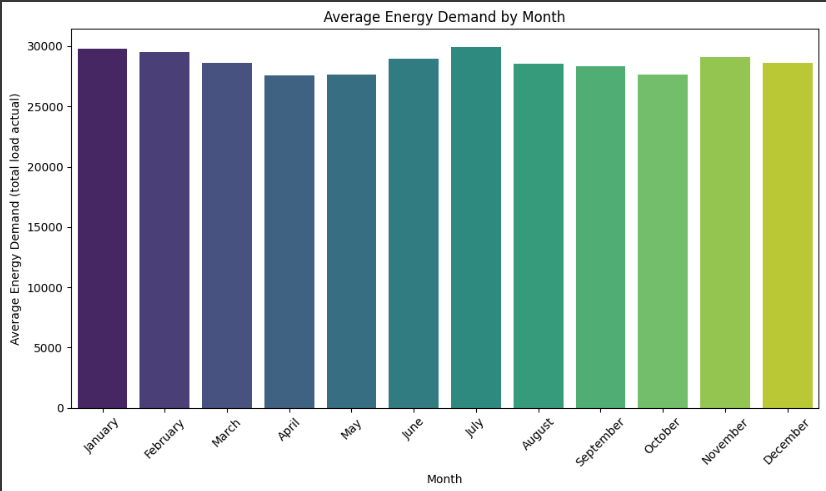 Average Energy Demand by Month
Average Energy Demand (total load actual)
30000
25000
20000
15000
10000
5000
0
January
February
March
April
May
June
July
August
September
October
November
December
Month